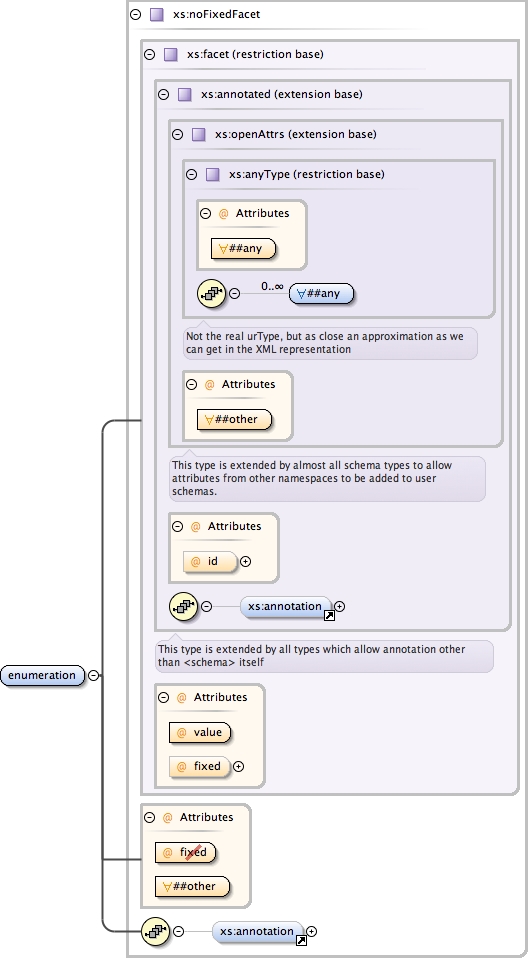 xs:noFixedFacet
xs:facet (restriction base)
xs:annotated (extension base)
xs:openAttrs (extension base)
xs:anyType (restriction base)
@ Attributes
∀##any
0..∞
∀##any
Not the real urType, but as close an approximation as we
can get in the XML representation
@ Attributes
∀##other
This type is extended by almost all schema types to allow
attributes from other namespaces to be added to user
schemas.
@ Attributes
@ id
xs:annotation
This type is extended by all types which allow annotation other
than <schema> itself
enumeration
@ Attributes
@ value
@ fixed
@ Attributes
@ fixed
∀##other
xs:annotation